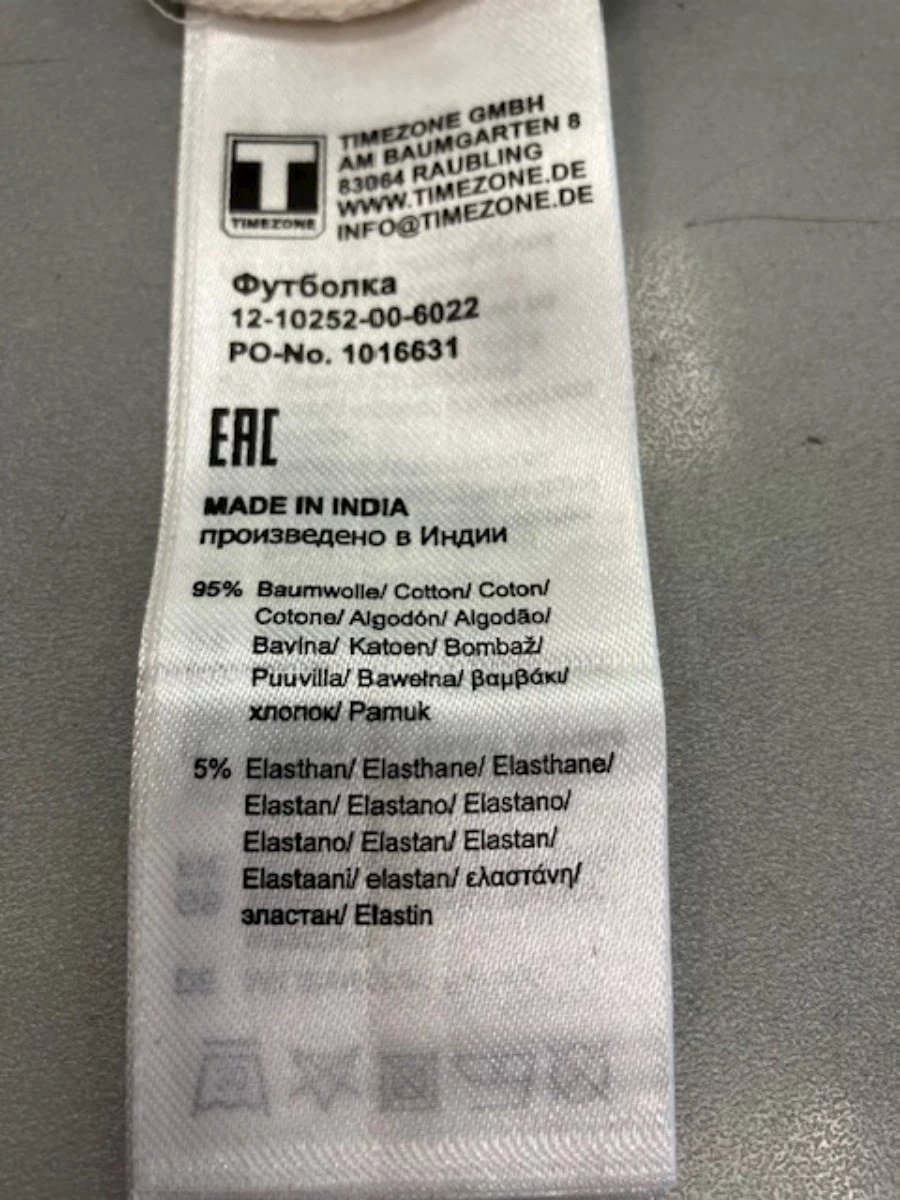 TIMEZONE GMBH
AM BAUMGARTEN 8
83064 RAUBLING
WWW.TIMEZONE.DE
INFO@TIMEZONE.DE
T
TIMEZONE
Футболка
12-10252-00-6022
PO-No. 1016631
EAC
MADE IN INDIA
произведено в Индии
95% Baumwolle/ Cotton/ Coton/
Cotone/ Algodón/ Algodão/
Bavlna/ Katoen/ Bombaž/
Puuvilla/ Bawełna/ βαμβάκι/
хлопок/ Pamuk
5% Elasthan/ Elasthane/ Elasthane/
Elastan/ Elastano/ Elastano/
Elastano/ Elastan/ Elastan/
Elastaani/ elastan/ ελαστάνη/
эластан/ Elastin